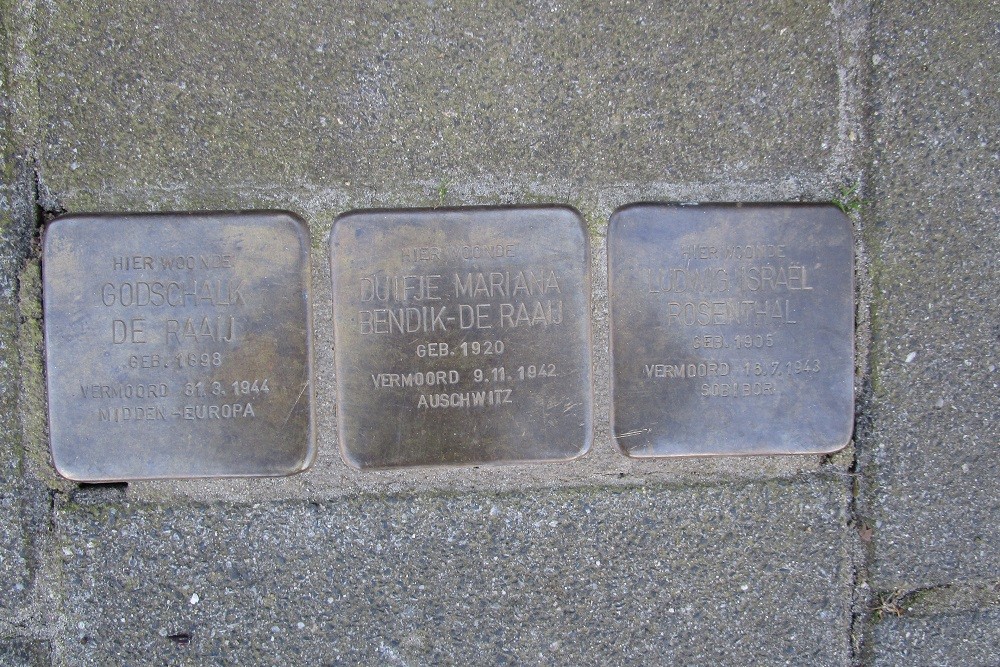 HIER WOONDE
GODSCHALK
DE RAAIJ
GEB. 1898
VERMOORD 31.3.1944
MIDDEN-EUROPA
HIER WOONDE
DUIFJE MARIANA
BENDIK-DE RAAIJ
GEB. 1920
VERMOORD 9.11.1942
AUSCHWITZ
HIER WOONDE
LUDWIG ISRAËL
ROSENTHAL
GEB. 1905
VERMOORD 16.7.1943
SOBIBOR